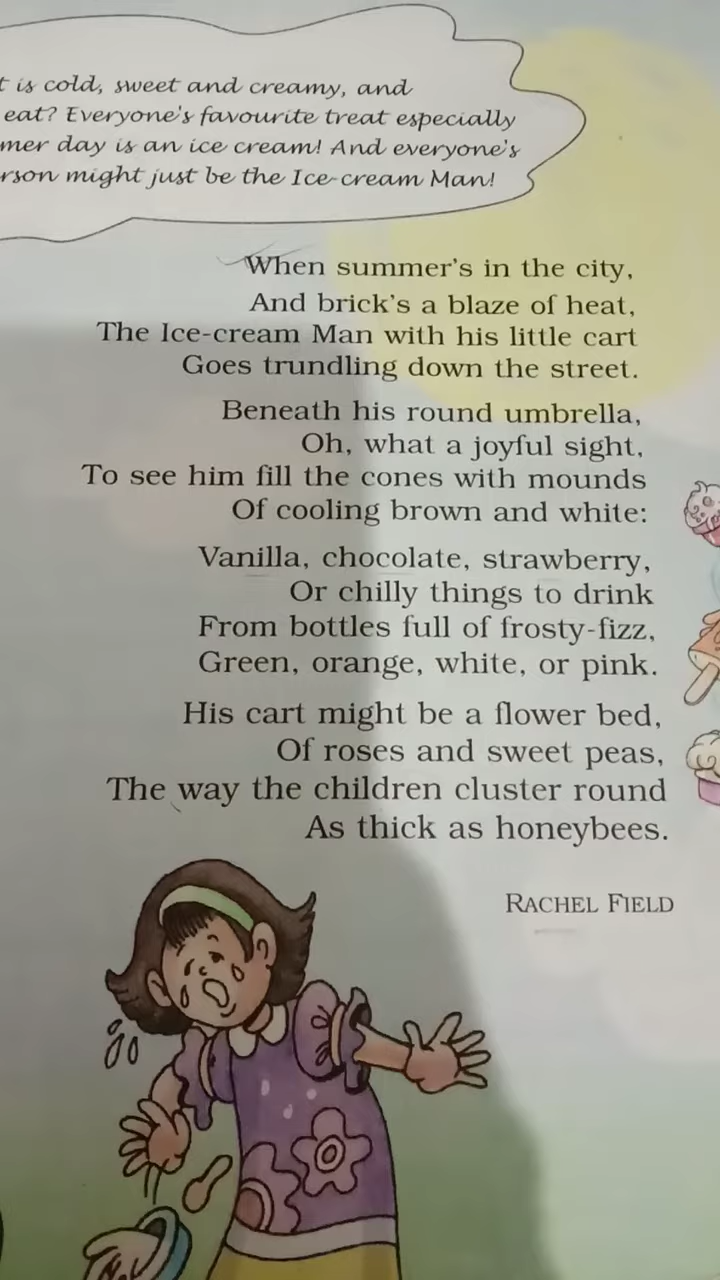 is cold, sweet and creamy, and
eat? Everyone's favourite treat especially
day is an ice cream! And everyone's
might just be the Ice-cream Man!
When summer's in the city,
And brick's a blaze of heat,
The Ice-cream Man with his little cart
Goes trundling down the street.
Beneath his round umbrella,
Oh, what a joyful sight,
To see him fill the cones with mounds
Of cooling brown and white:
Vanilla, chocolate, strawberry,
Or chilly things to drink
From bottles full of frosty-fizz,
Green, orange, white, or pink.
His cart might be a flower bed,
Of roses and sweet peas,
The way the children cluster round
As thick as honeybees.
RACHEL FIELD